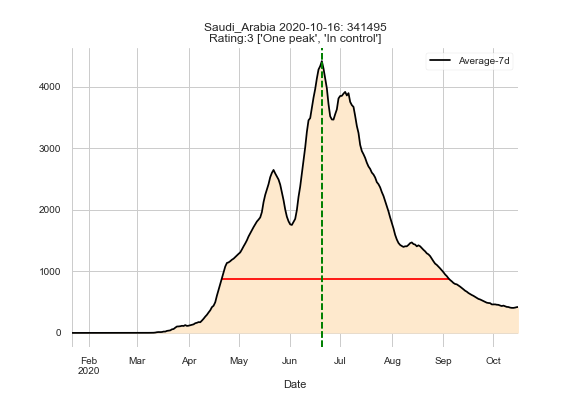 Saudi_Arabia 2020-10-16: 341495
Rating:3 ['One peak', 'In control']
Average-7d
4000
3000
2000
1000
0
Feb Mar Apr May Jun Jul Aug Sep Oct
2020
Date